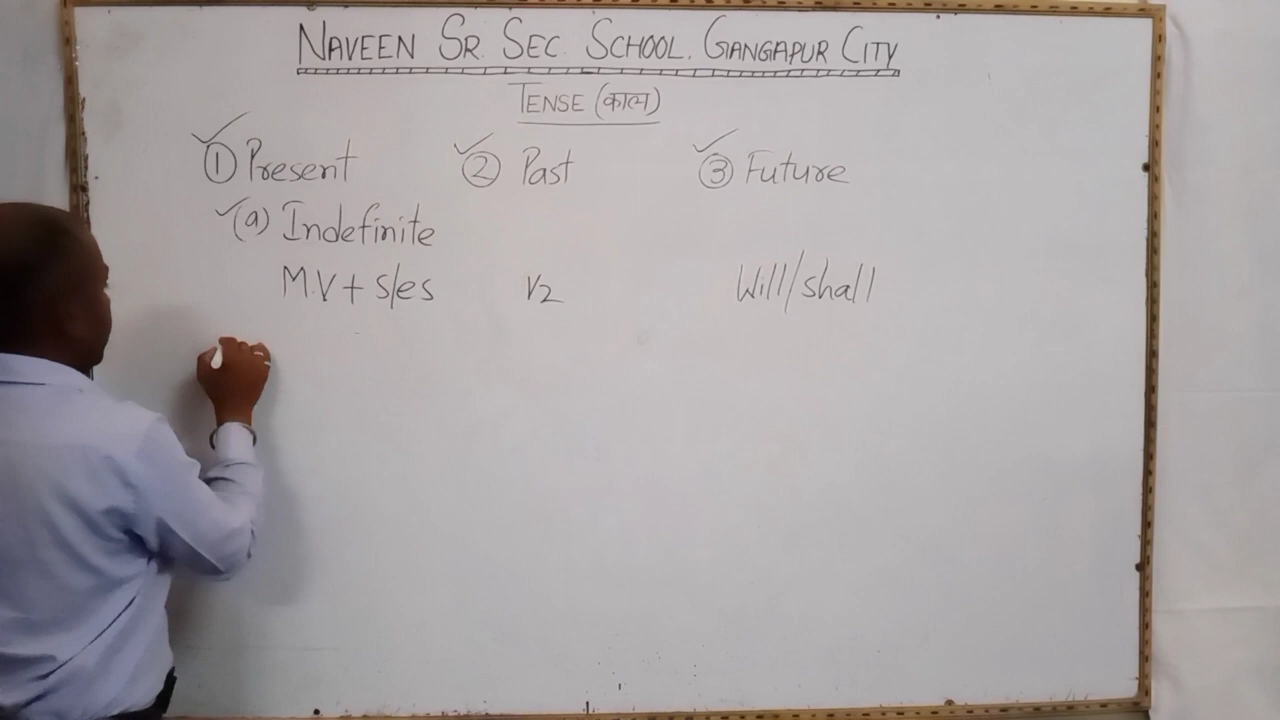 NAVEEN SR. SEC. SCHOOL. GANGAPUR CITY
TENSE (काल)
✓① Present ✓② Past ✓③ Future
✓(a) Indefinite
M.V + s/es V2 Will/shall